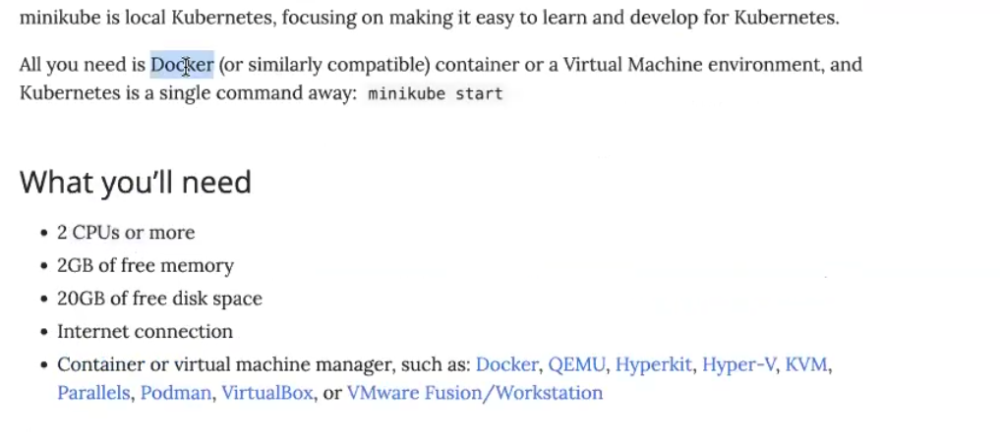 minikube is local Kubernetes, focusing on making it easy to learn and develop for Kubernetes.
All you need is Docker (or similarly compatible) container or a Virtual Machine environment, and
Kubernetes is a single command away: minikube start
What you'll need
• 2 CPUs or more
• 2GB of free memory
• 20GB of free disk space
• Internet connection
• Container or virtual machine manager, such as: Docker, QEMU, Hyperkit, Hyper-V, KVM,
Parallels, Podman, VirtualBox, or VMware Fusion/Workstation